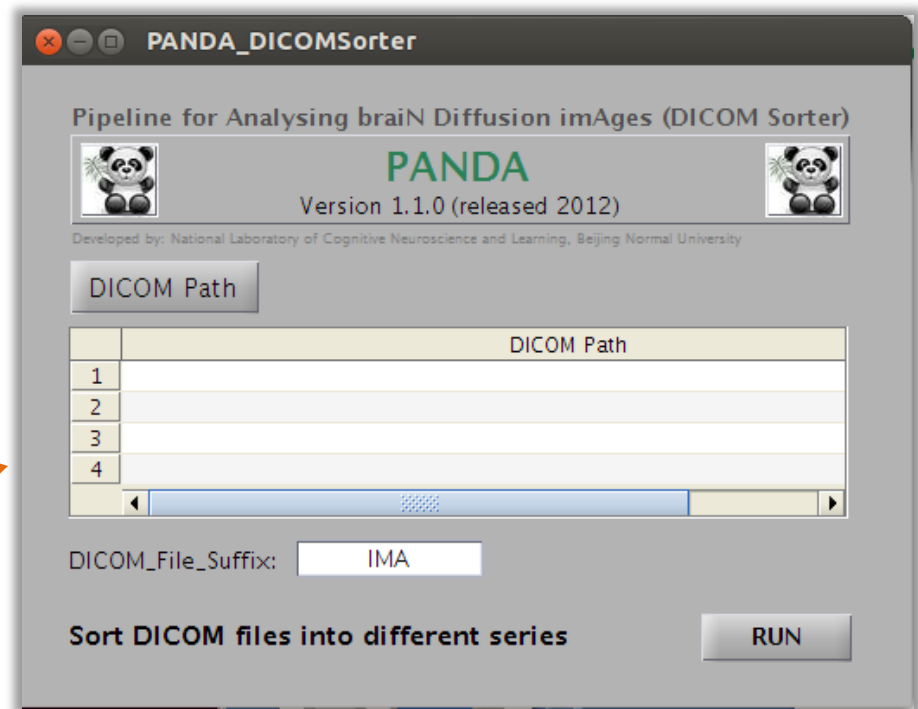 PANDA_DICOMSorter
Pipeline for Analysing braiN Diffusion imAges (DICOM Sorter)
PANDA
Version 1.1.0 (released 2012)
Developed by: National Laboratory of Cognitive Neuroscience and Learning, Beijing Normal University
DICOM Path
DICOM Path
1
2
3
4
DICOM_File_Suffix: IMA
Sort DICOM files into different series RUN